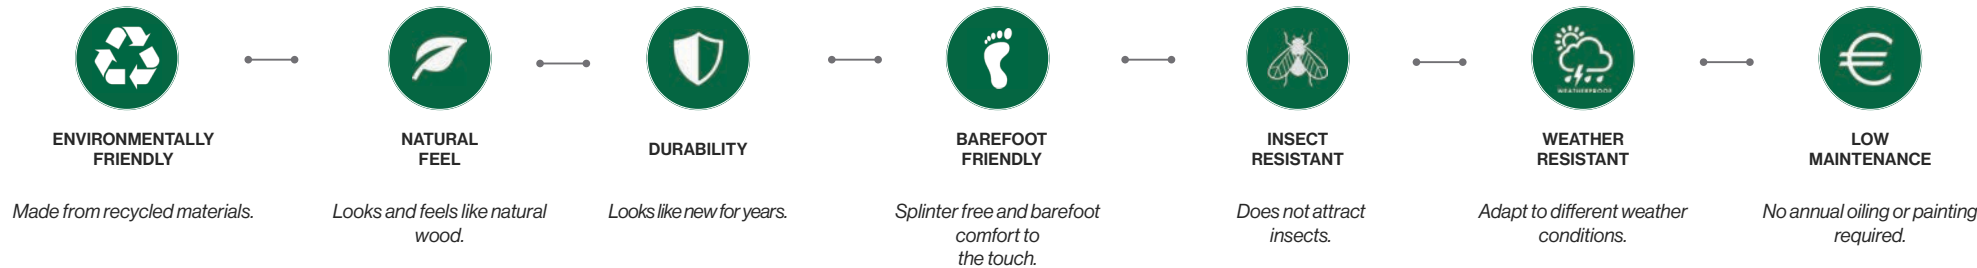 WEATHERPROOF
ENVIRONMENTALLY
FRIENDLY
Made from recycled materials.
NATURAL
FEEL
Looks and feels like natural
wood.
DURABILITY
Looks like new for years.
BAREFOOT
FRIENDLY
Splinter free and barefoot
comfort to
the touch.
INSECT
RESISTANT
Does not attract
insects.
WEATHER
RESISTANT
Adapt to different weather
conditions.
€
LOW
MAINTENANCE
No annual oiling or painting
required.